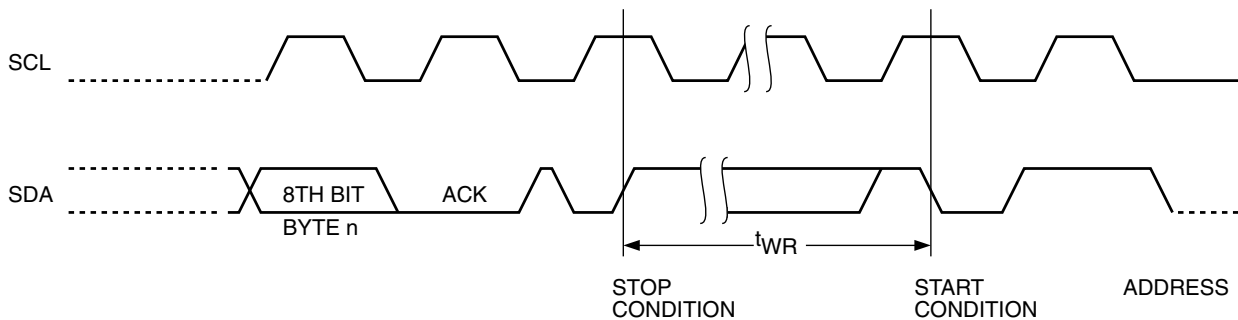 SCL
SDA
8TH BIT
ACK
BYTE n
tWR
STOP
CONDITION
START
CONDITION
ADDRESS